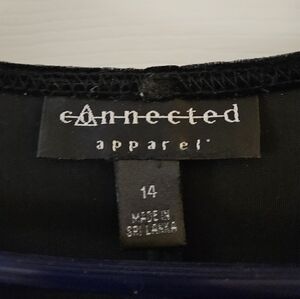 connected
apparel
14
MADE IN
SRI LANKA